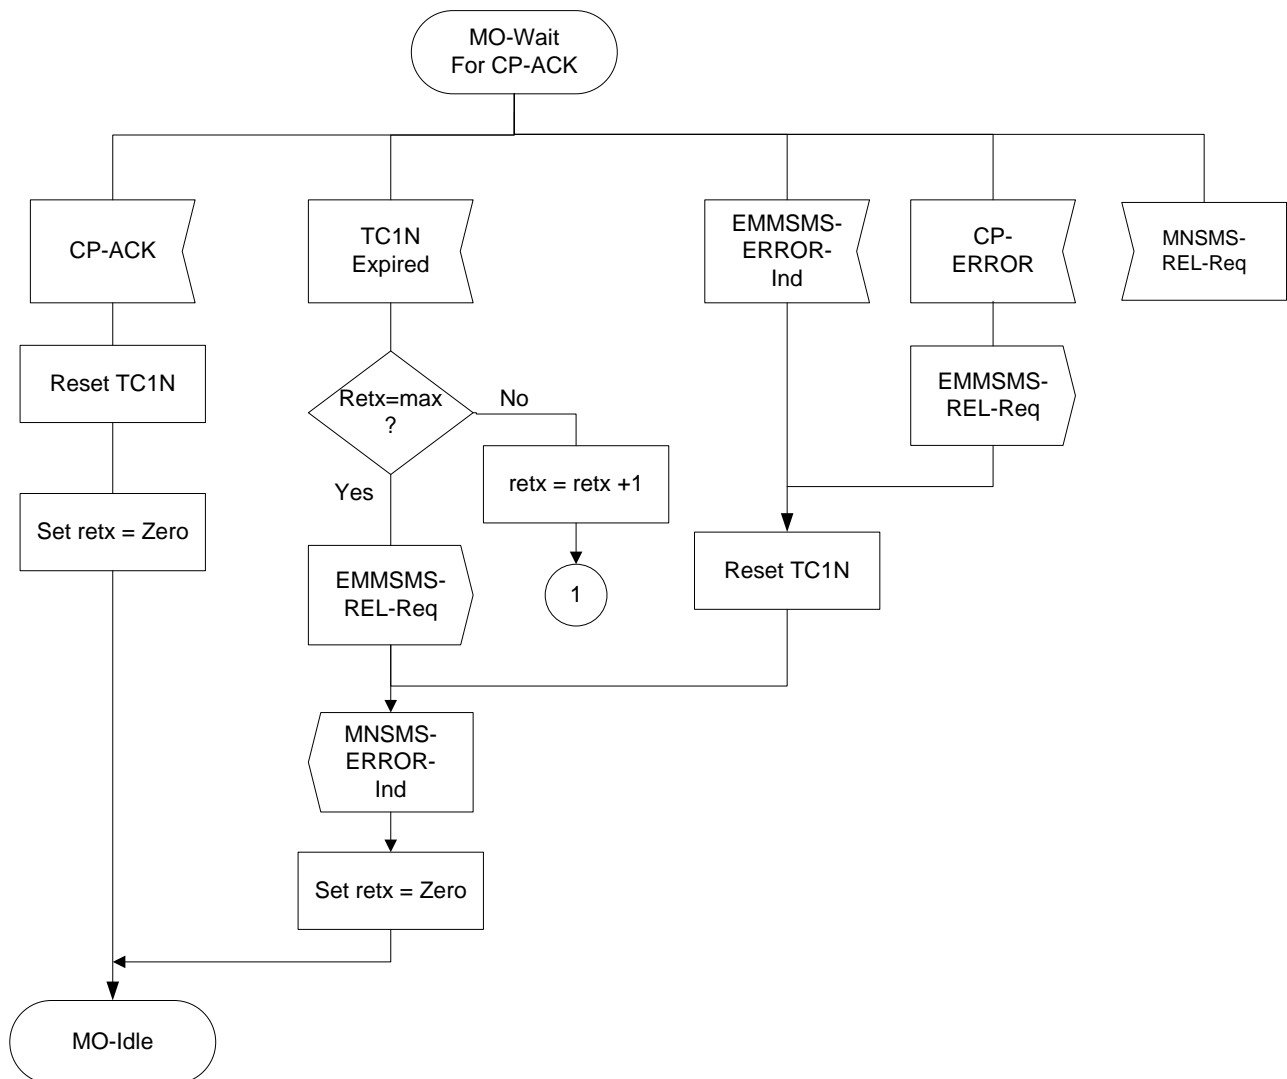 MO-Wait
For CP-ACK
CP-ACK
TC1N
Expired
EMMSMS-
ERROR-
Ind
CP-
ERROR
MNSMS-
REL-Req
Reset TC1N
Retx=max
?
No
Yes
EMMSMS-
REL-Req
retx = retx +1
Set retx = Zero
EMMSMS-
REL-Req
1
Reset TC1N
MNSMS-
ERROR-
Ind
Set retx = Zero
MO-Idle